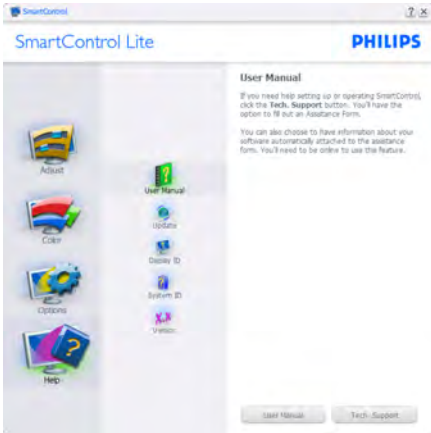 SmartControl
SmartControl Lite
PHILIPS
User Manual
If you need help setting up or operating SmartControl,
click the Tech. Support button. You'll have the
option to fill out an Assistance Form.
You can also choose to have information about your
software automatically attached to the assistance
form. You'll need to be online to use the feature.
Adjust
Color
Options
Help
User Manual
Update
Display ID
System ID
Version
User Manual
Tech. Support